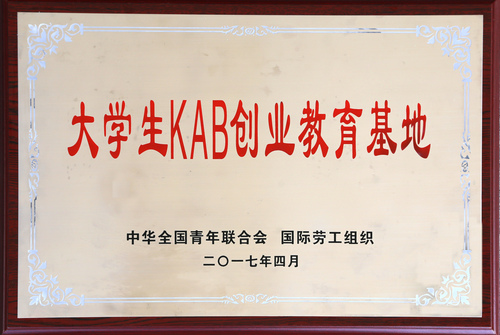 大学生KAB创业教育基地
中华全国青年联合会 国际劳工组织
二〇一七年四月